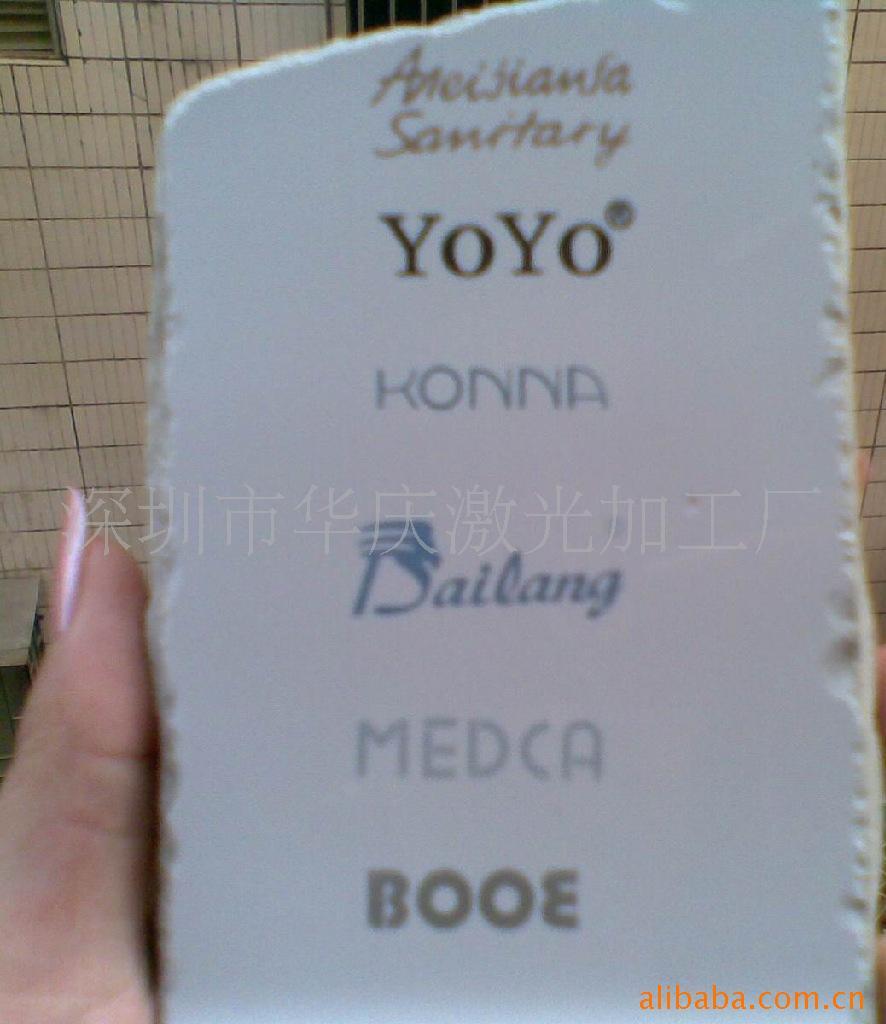 Sanitary
YoYo®
KONNA
深圳市华庆激光加工厂
Bailang
MEDCA
BOOE
alibaba.com.cn